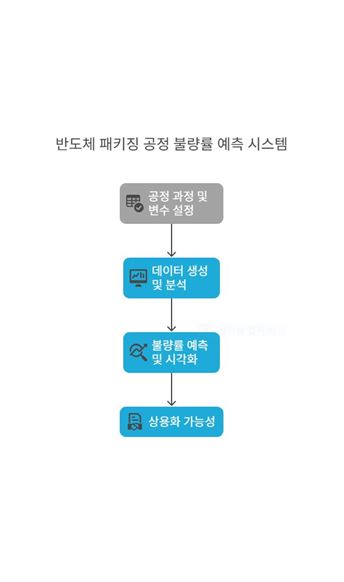 반도체 패키징 공정 불량률 예측 시스템
공정 과정 및
변수 설정
데이터 생성
및 분석
불량률 예측
및 시각화
상용화 가능성